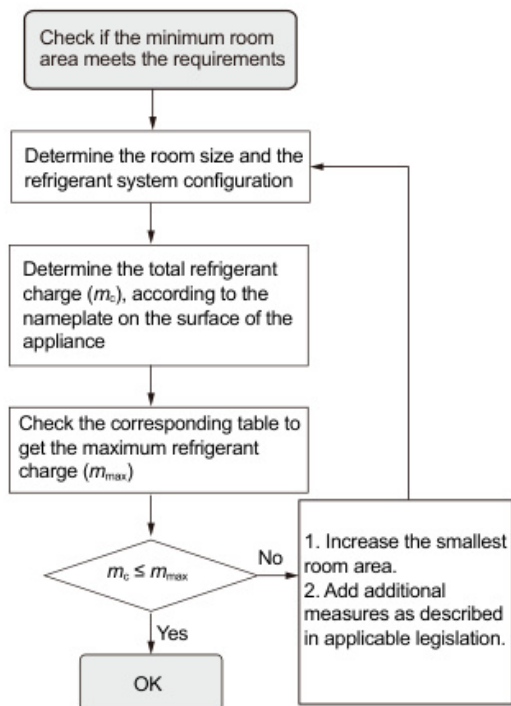 Check if the minimum room
area meets the requirements
Determine the room size and the
refrigerant system configuration
Determine the total refrigerant
charge (mc), according to the
nameplate on the surface of the
appliance
Check the corresponding table to
get the maximum refrigerant
charge (mmax)
mc ≤ mmax
No
1. Increase the smallest
room area.
2. Add additional
measures as described
in applicable legislation.
Yes
OK